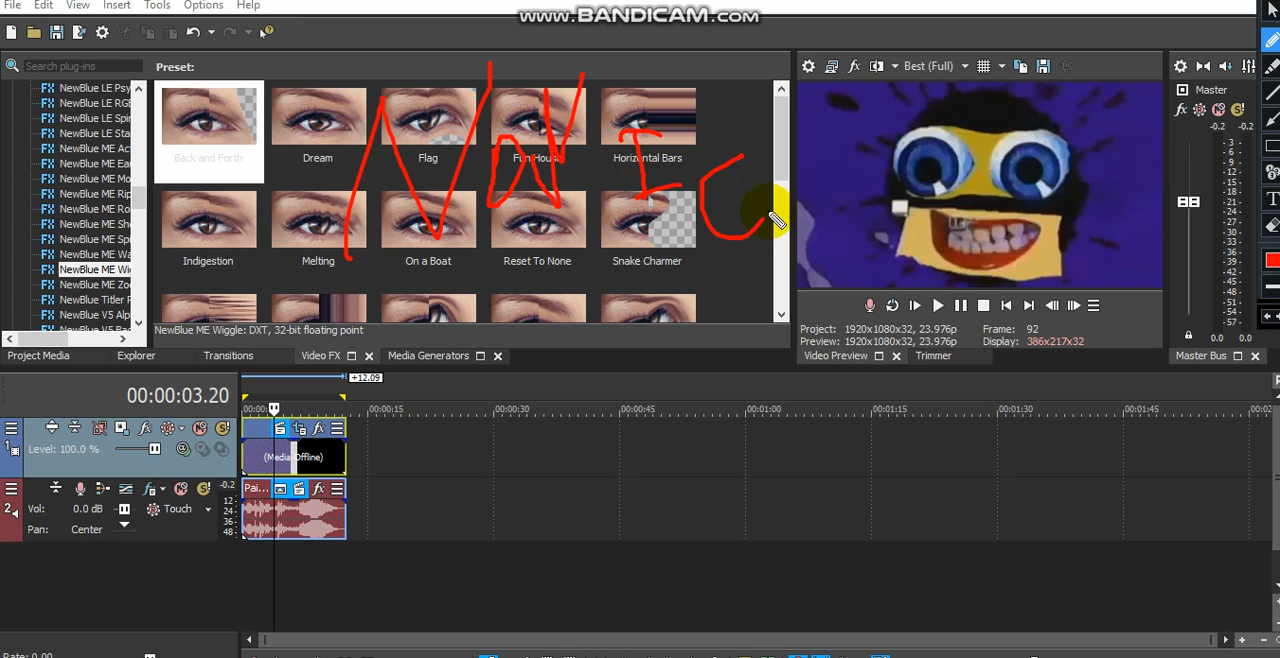 File Edit View Insert Tools Options Help
www.BANDICAM.com
Search plug-ins
Preset:
Best (Full)
Master
NewBlue LE Psy
NewBlue LE RGE
NewBlue LE Spir
NewBlue LE Sta
NewBlue ME Ac
NewBlue ME Ear
NewBlue ME Mo
NewBlue ME Rip
NewBlue ME Ro
NewBlue ME She
NewBlue ME Spi
NewBlue ME Wa
NewBlue ME Wi
NewBlue ME Zo
NewBlue Titler F
NewBlue V5 Alp
Back and Forth Dream Flag Fun House Horizontal Bars
Indigestion Melting On a Boat Reset To None Snake Charmer
NewBlue ME Wiggle: DXT, 32-bit floating point
-0.2 -0.2
3
6
9
12
15
18
21
24
27
30
33
36
39
42
45
48
51
54
57
0.0 0.0
Project: 1920x1080x32, 23.976p Frame: 92
Preview: 1920x1080x32, 23.976p Display: 386x217x32
Project Media Explorer Transitions Video FX Media Generators
Video Preview Trimmer
Master Bus
+12.09
00:00:03.20
00:00: 00:00:15 00:00:30 00:00:45 00:01:00 00:01:15 00:01:30 00:01:45 00:02
1
Level: 100.0 %
(Media Offline)
2
Vol: 0.0 dB Touch
Pan: Center
-0.2
12
24
36
48
Pai...
Rate: 0.00